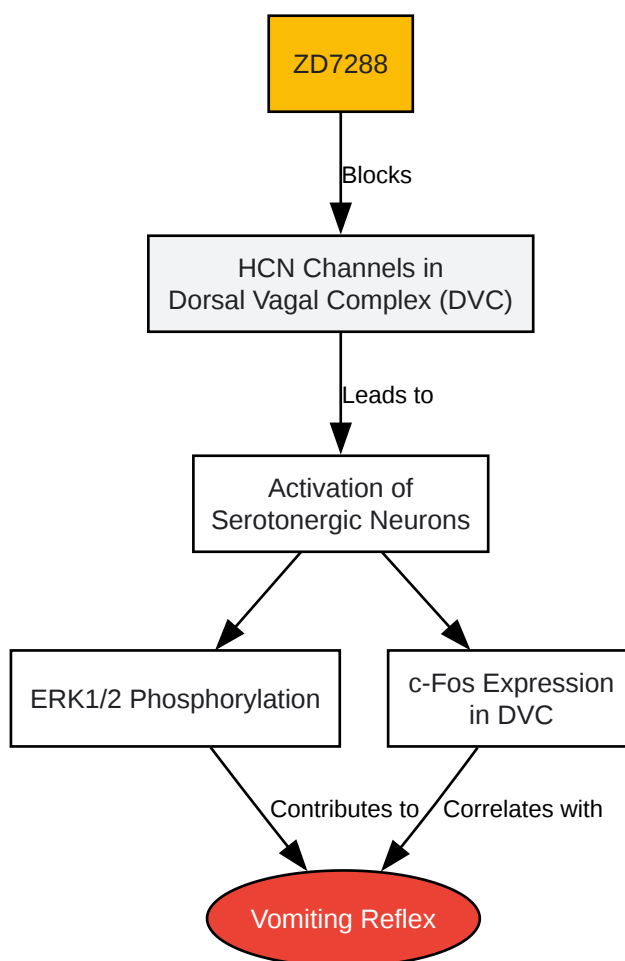 ZD7288
Blocks
HCN Channels in
Dorsal Vagal Complex (DVC)
Leads to
Activation of
Serotonergic Neurons
ERK1/2 Phosphorylation
c-Fos Expression
in DVC
Contributes to
Correlates with
Vomiting Reflex